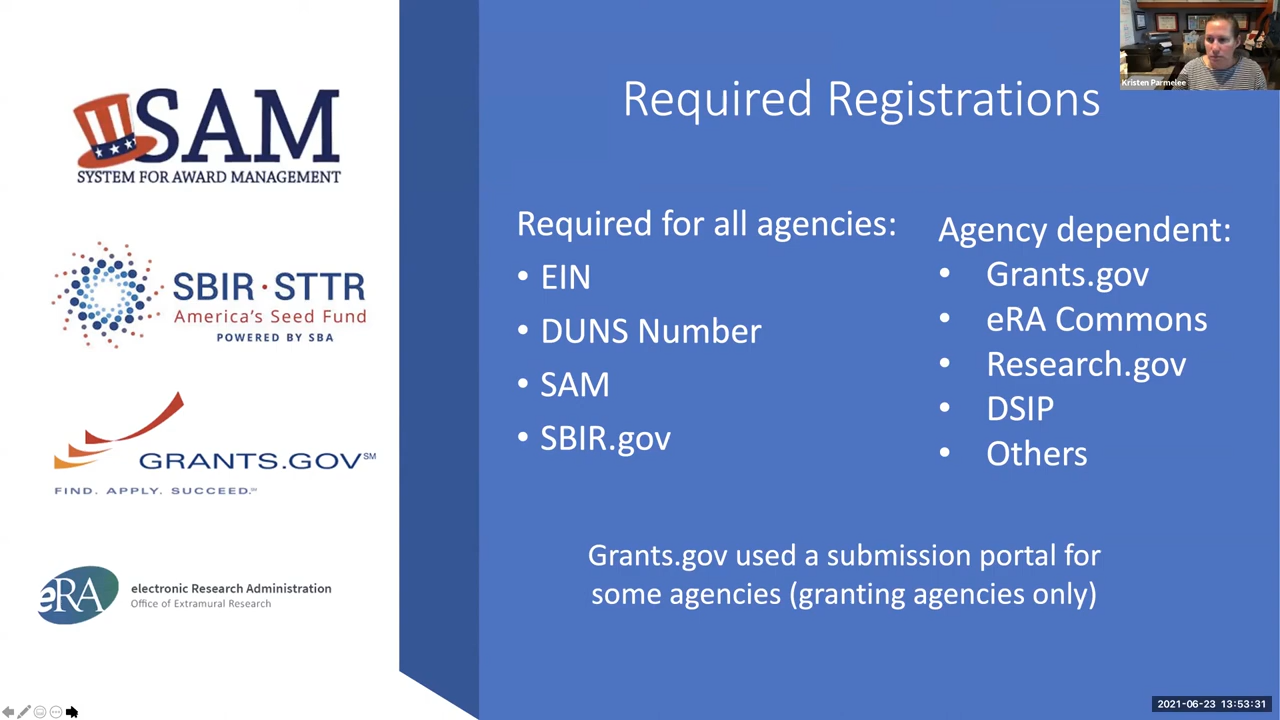 SAM
SYSTEM FOR AWARD MANAGEMENT
SBIR·STTR
America's Seed Fund
POWERED BY SBA
GRANTS.GOV℠
FIND. APPLY. SUCCEED.℠
eRA
electronic Research Administration
Office of Extramural Research
Required Registrations
Required for all agencies:
• EIN
• DUNS Number
• SAM
• SBIR.gov
Agency dependent:
• Grants.gov
• eRA Commons
• Research.gov
• DSIP
• Others
Grants.gov used a submission portal for
some agencies (granting agencies only)
Kristen Parmelee
2021-06-23 13:53:31